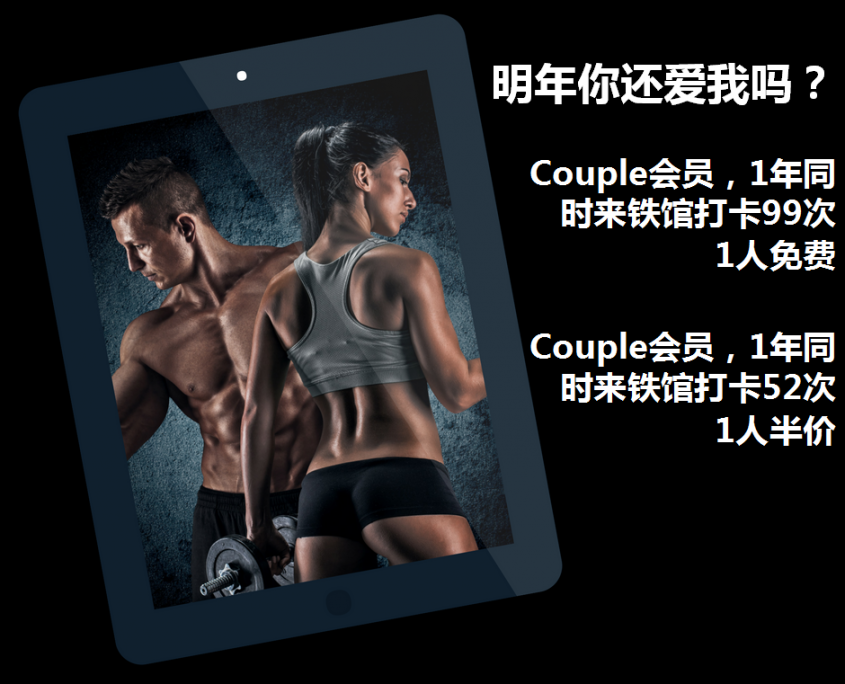 明年你还爱我吗？
Couple会员，1年同
时来铁馆打卡99次
1人免费
Couple会员，1年同
时来铁馆打卡52次
1人半价